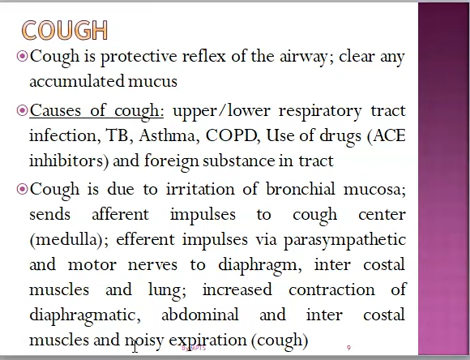 COUGH
Cough is protective reflex of the airway; clear any
accumulated mucus
Causes of cough: upper/lower respiratory tract
infection, TB, Asthma, COPD, Use of drugs (ACE
inhibitors) and foreign substance in tract
Cough is due to irritation of bronchial mucosa;
sends afferent impulses to cough center
(medulla); efferent impulses via parasympathetic
and motor nerves to diaphragm, inter costal
muscles and lung; increased contraction of
diaphragmatic, abdominal and inter costal
muscles and noisy expiration (cough)
9